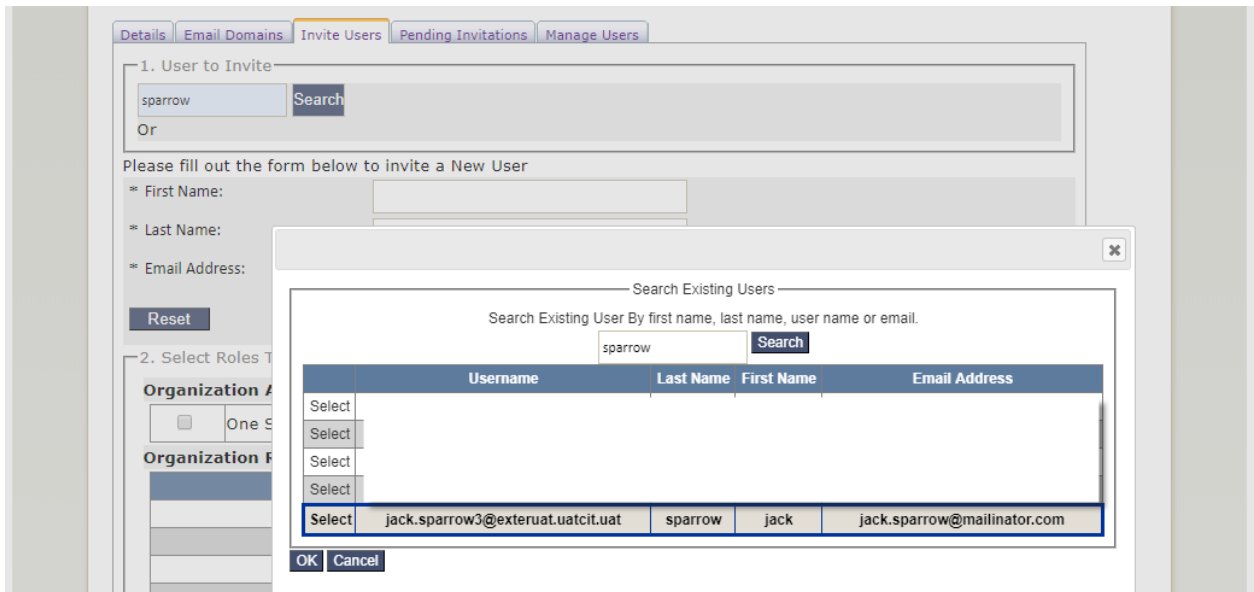 Details Email Domains Invite Users Pending Invitations Manage Users
1. User to Invite
sparrow Search
Or
Please fill out the form below to invite a New User
* First Name:
* Last Name:
* Email Address:
Reset
2. Select Roles T
Organization A
One S
Organization R
Search Existing Users
Search Existing User By first name, last name, user name or email.
sparrow Search
Username Last Name First Name Email Address
Select
Select
Select
Select
Select jack.sparrow3@exteruat.uatcit.uat sparrow jack jack.sparrow@mailinator.com
OK Cancel